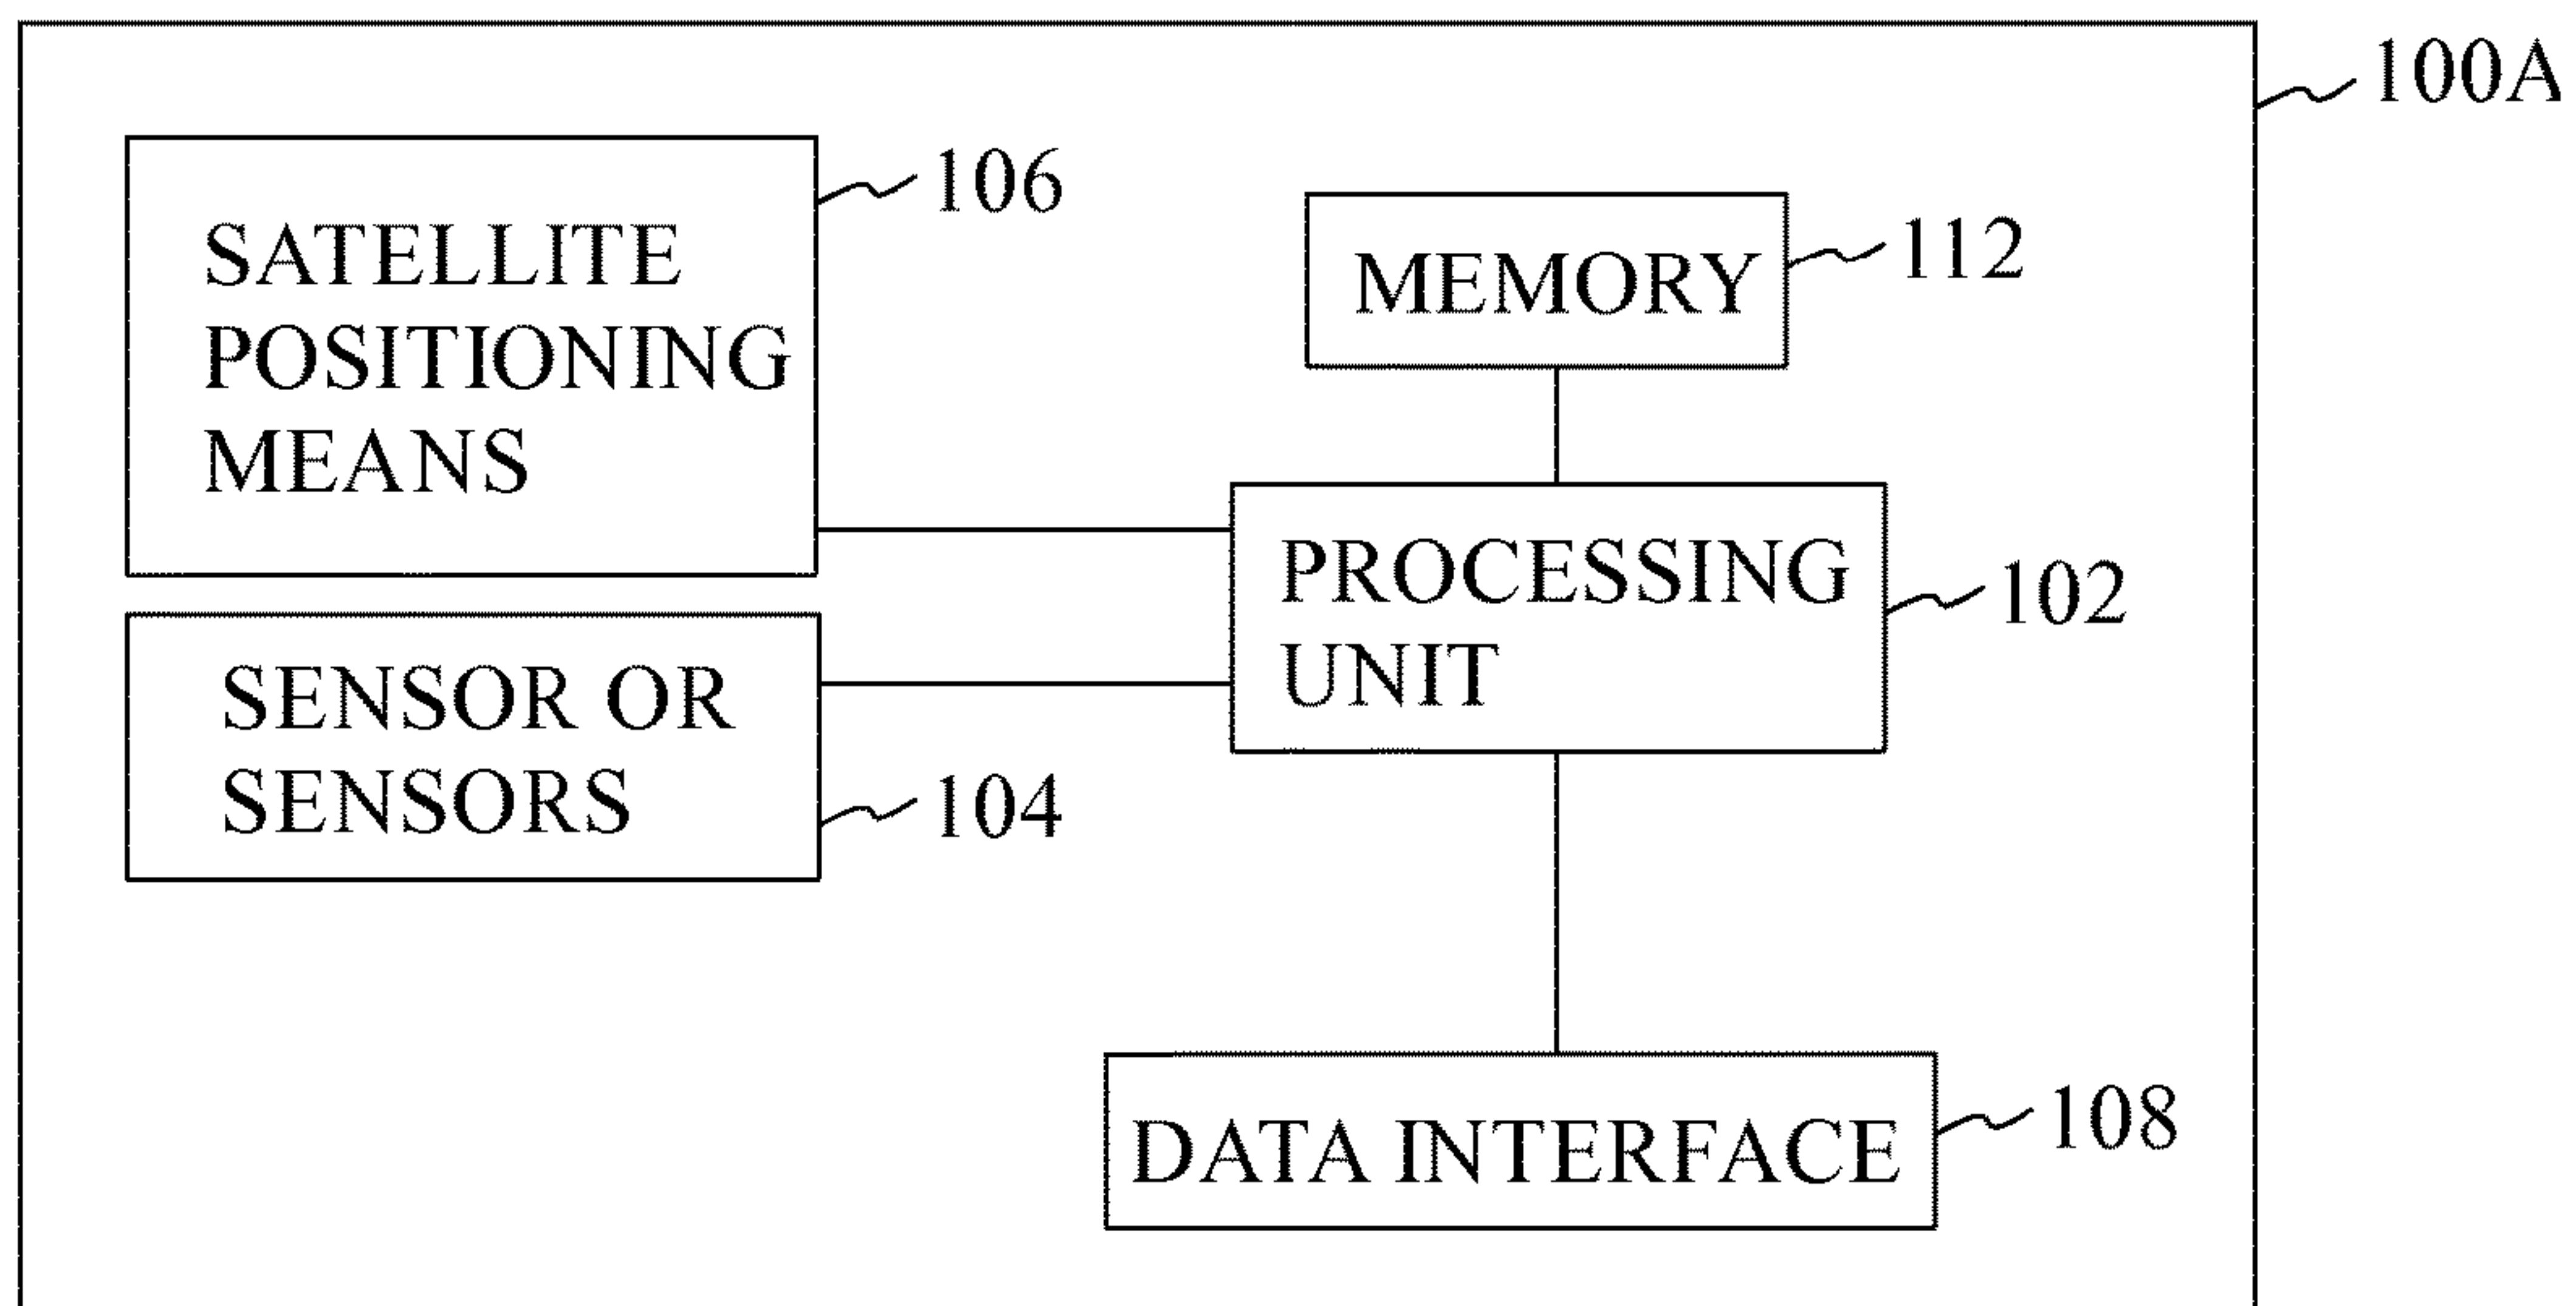 100A
106
SATELLITE
POSITIONING
MEANS
112
MEMORY
PROCESSING
UNIT
102
SENSOR OR
SENSORS
104
DATA INTERFACE
108